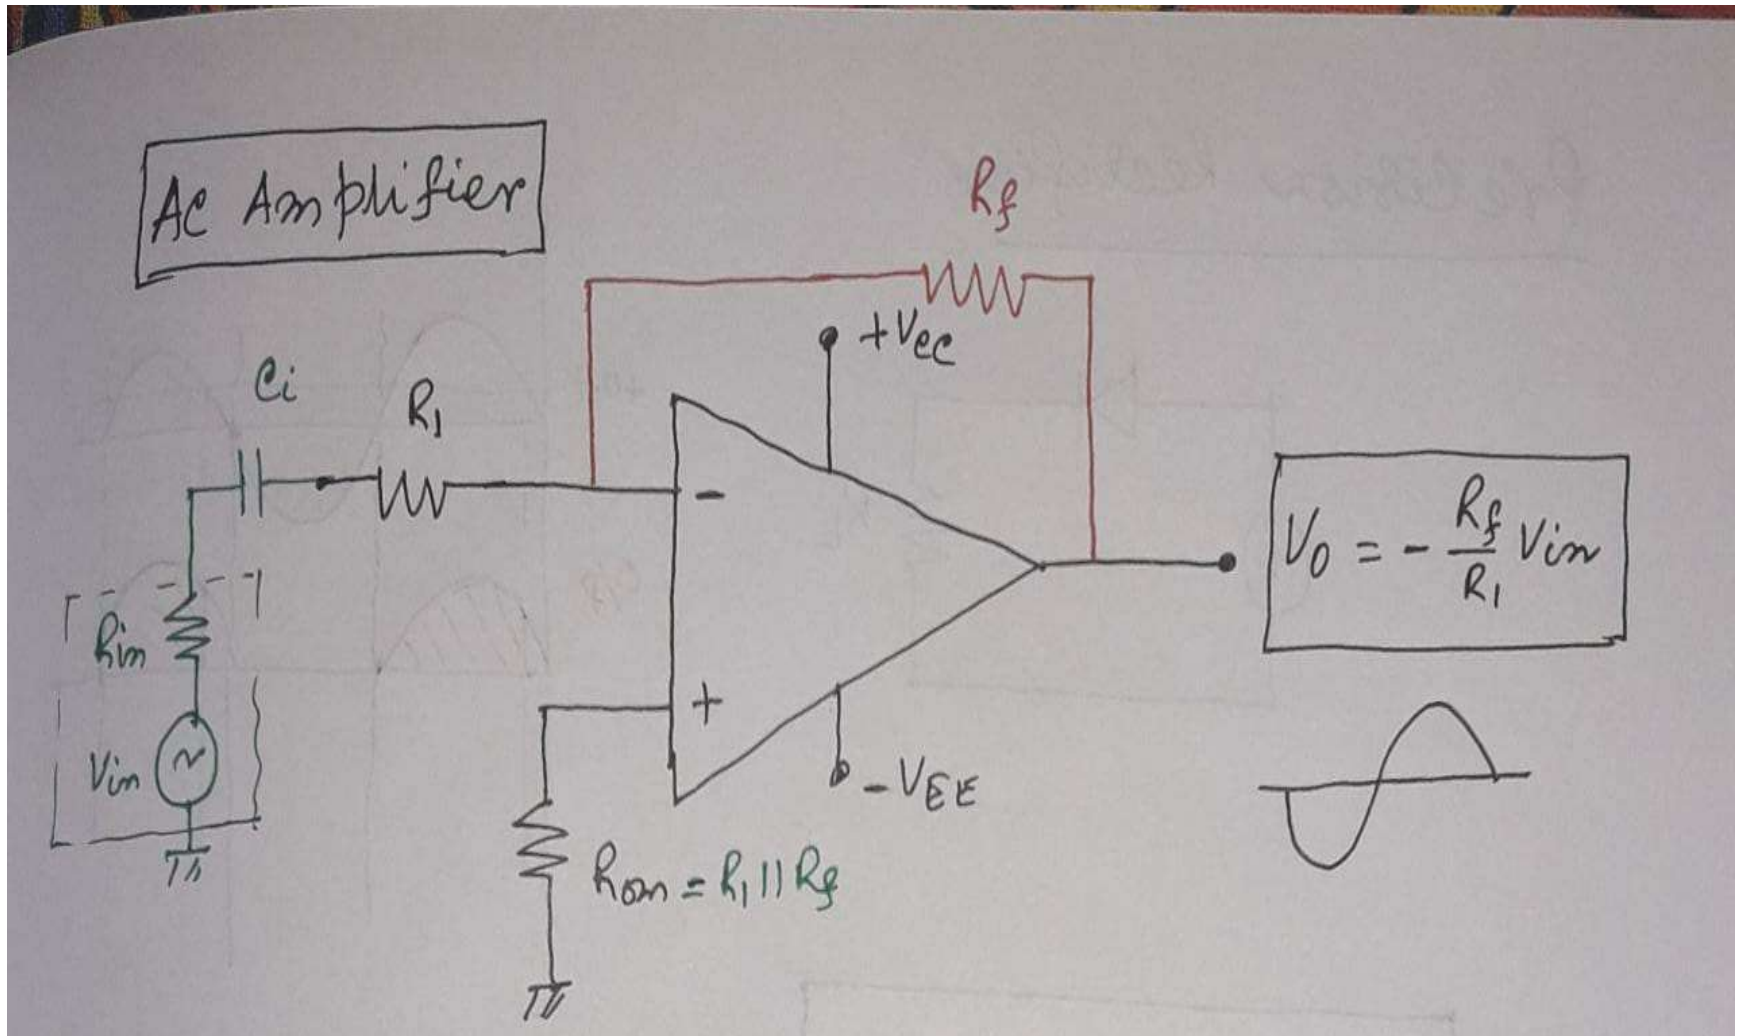 AC Amplifier
Rf
+Vcc
Ci
R1
-
V0 = - Rf/R1 Vin
Rin
+
Vin
-VEE
Rom = R1 || Rf